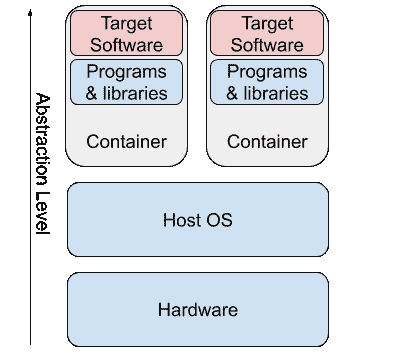 Target
Software
Programs
& libraries
Container
Target
Software
Programs
& libraries
Container
Abstraction Level
Host OS
Hardware